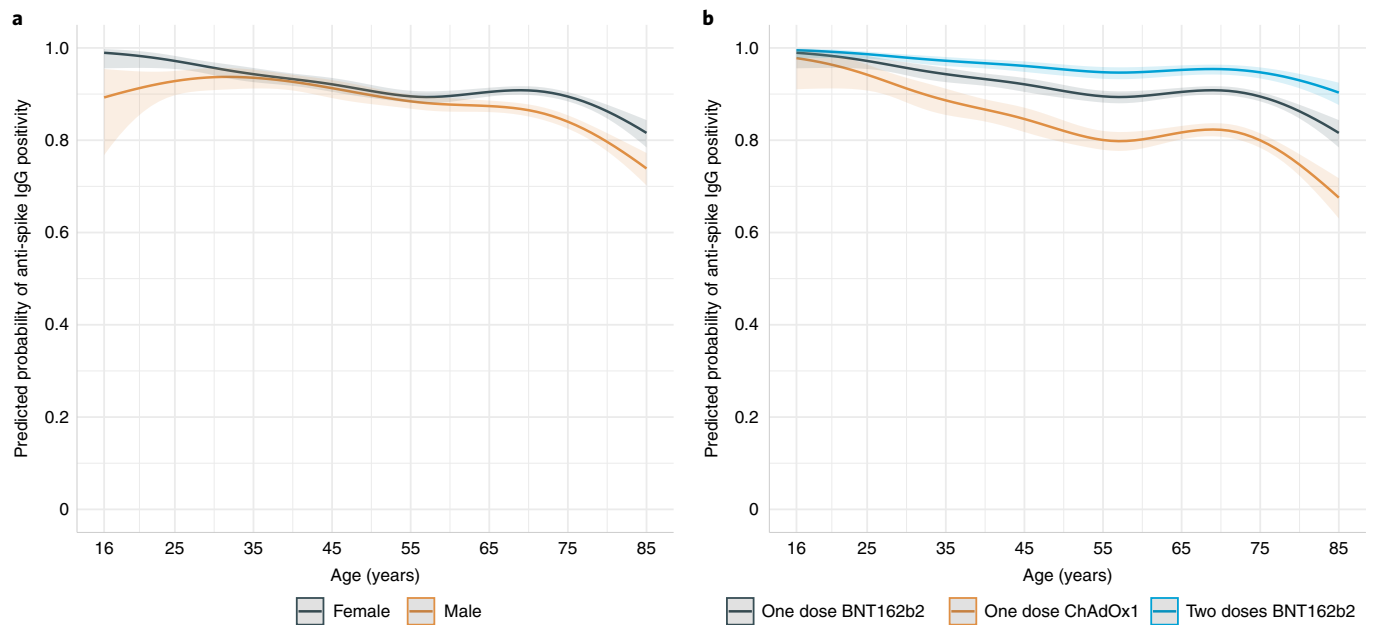 a
Predicted probability of anti-spike IgG positivity
1.0
0.8
0.6
0.4
0.2
0
16 25 35 45 55 65 75 85
Age (years)
Female Male
b
Predicted probability of anti-spike IgG positivity
1.0
0.8
0.6
0.4
0.2
0
16 25 35 45 55 65 75 85
Age (years)
One dose BNT162b2 One dose ChAdOx1 Two doses BNT162b2